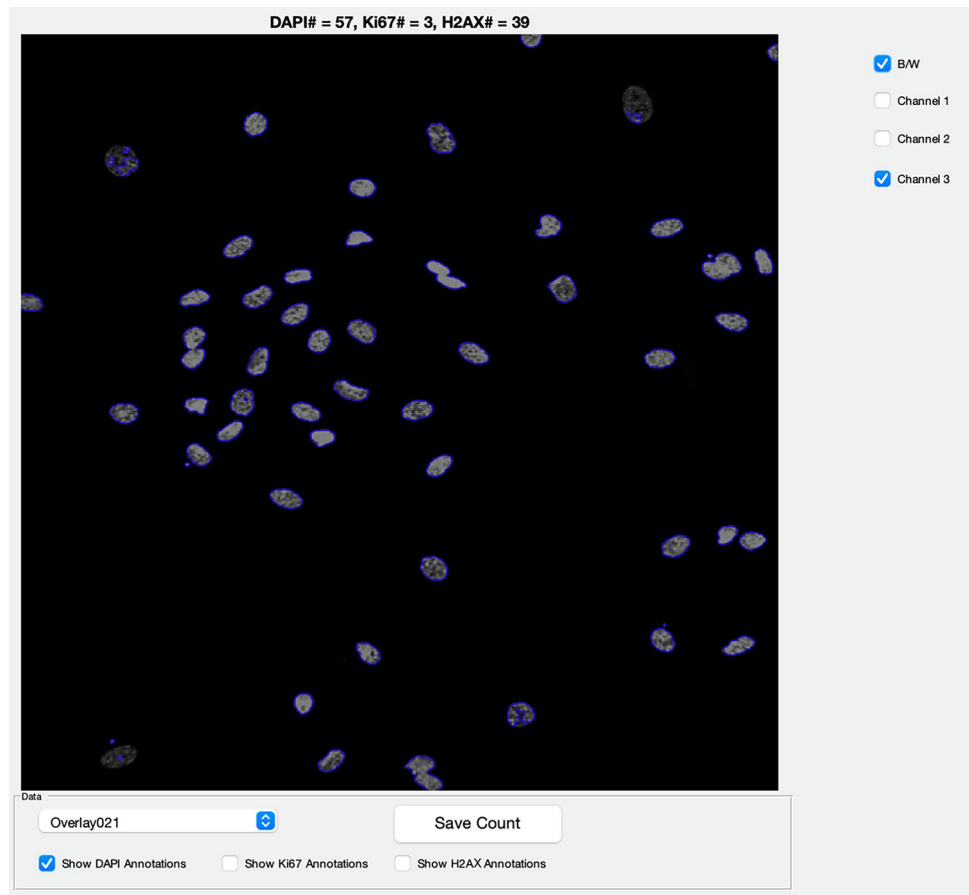 DAPI# = 57, Ki67# = 3, H2AX# = 39
B/W
Channel 1
Channel 2
Channel 3
Data
Overlay021
Save Count
Show DAPI Annotations
Show Ki67 Annotations
Show H2AX Annotations